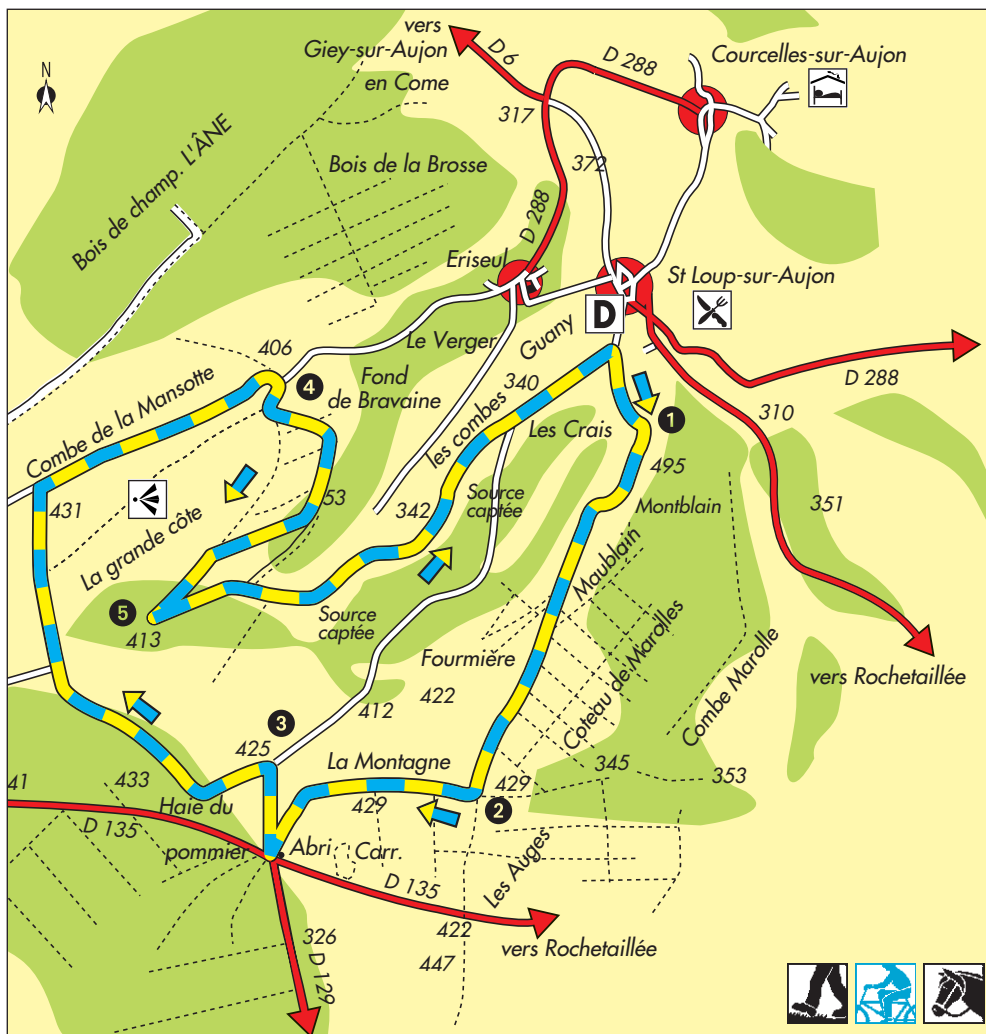 vers
Giey-sur-Aujon
en Come
D 6
D 288
Courcelles-sur-Aujon
N
317
Bois de champ. L'ÂNE
Bois de la Brosse
372
D 288
Eriseul
St Loup-sur-Aujon
D
Guany
Le Verger
406
4
Fond
de Bravaine
340
D 288
310
Combe de la Mansotte
les combes
Les Crais
1
495
431
53
342
Source
captée
Montblain
351
La grande côte
Maublain
5
413
Source
captée
Fourmière
Coteau de Marolles
Combe Marolle
vers Rochetaillée
422
412
3
425
La Montagne
345
353
41
433
429
429
2
Haie du
pommier
D 135
Abri
Carr.
D 135
Les Auges
422
vers Rochetaillée
326
D 129
447